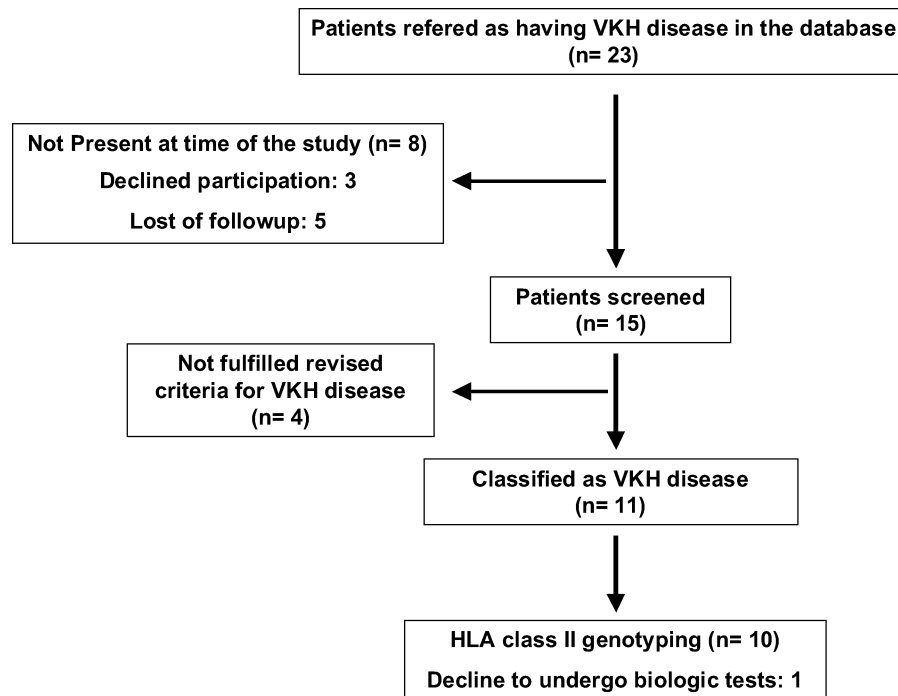 Patients refered as having VKH disease in the database
(n= 23)
Not Present at time of the study (n= 8)
Declined participation: 3
Lost of followup: 5
Patients screened
(n= 15)
Not fulfilled revised
criteria for VKH disease
(n= 4)
Classified as VKH disease
(n= 11)
HLA class II genotyping (n= 10)
Decline to undergo biologic tests: 1